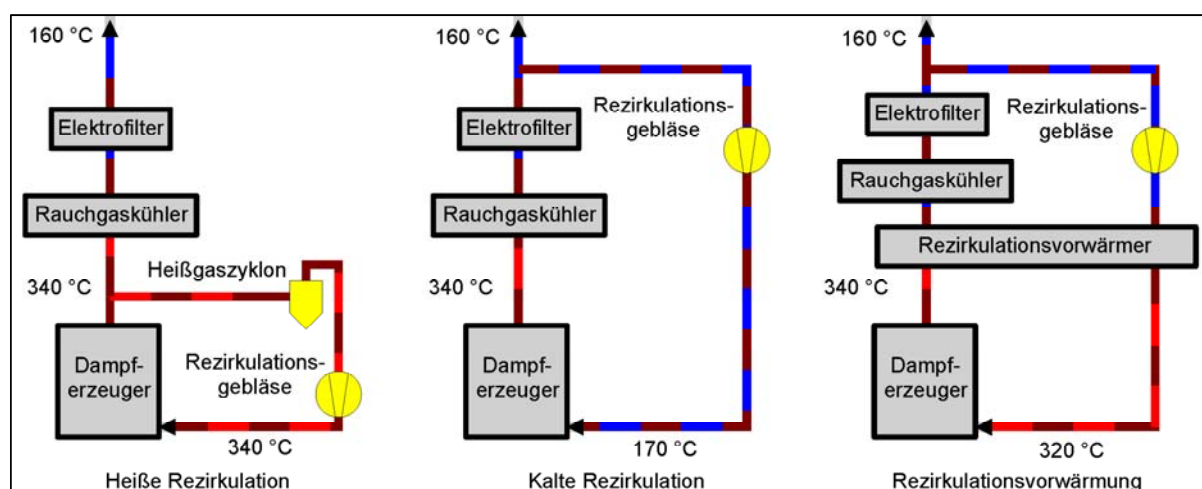 160 °C
Elektrofilter
Rauchgaskühler
Heißgaszyklon
340 °C
Dampf-
erzeuger
Rezirkulations-
gebläse
340 °C
Heiße Rezirkulation
160 °C
Rezirkulations-
gebläse
Elektrofilter
Rauchgaskühler
340 °C
Dampf-
erzeuger
170 °C
Kalte Rezirkulation
160 °C
Elektrofilter
Rezirkulations-
gebläse
Rauchgaskühler
Rezirkulationsvorwärmer
340 °C
Dampf-
erzeuger
320 °C
Rezirkulationsvorwärmung